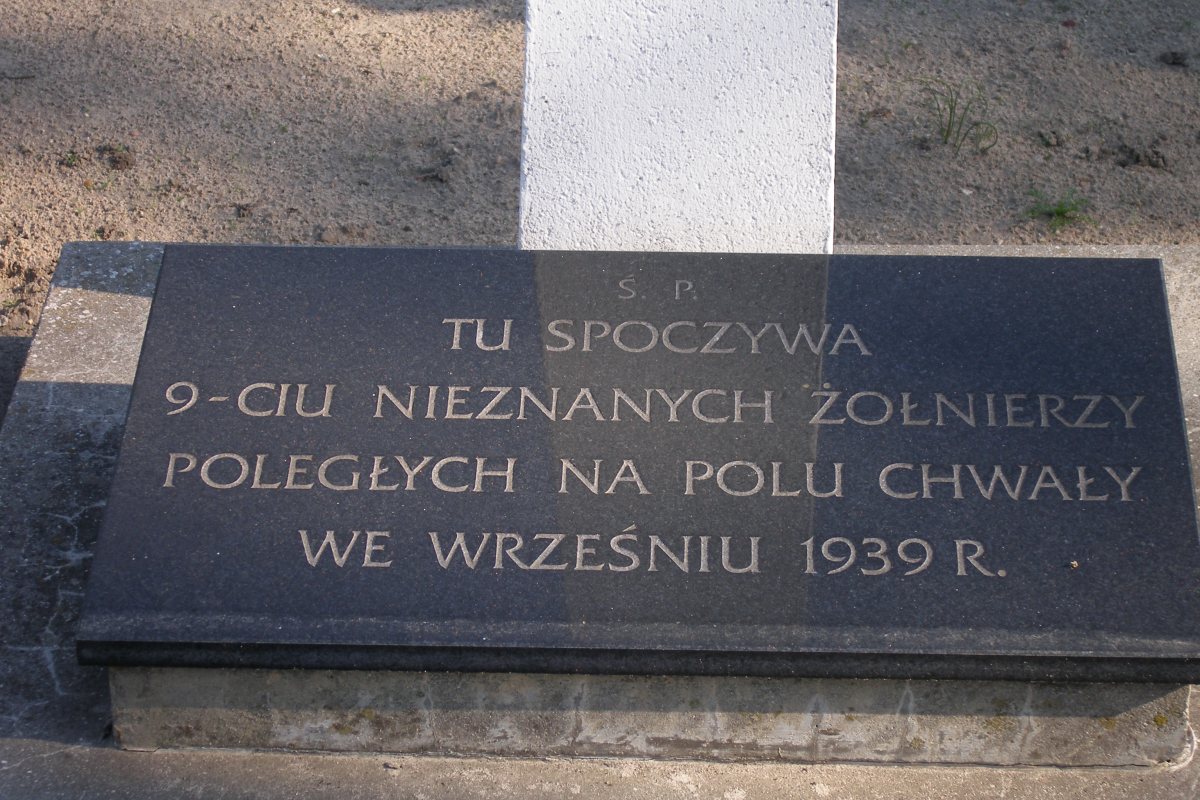 Ś. P.
TU SPOCZYWA
9-CIU NIEZNANYCH ŻOŁNIERZY
POLEGŁYCH NA POLU CHWAŁY
WE WRZEŚNIU 1939 R.